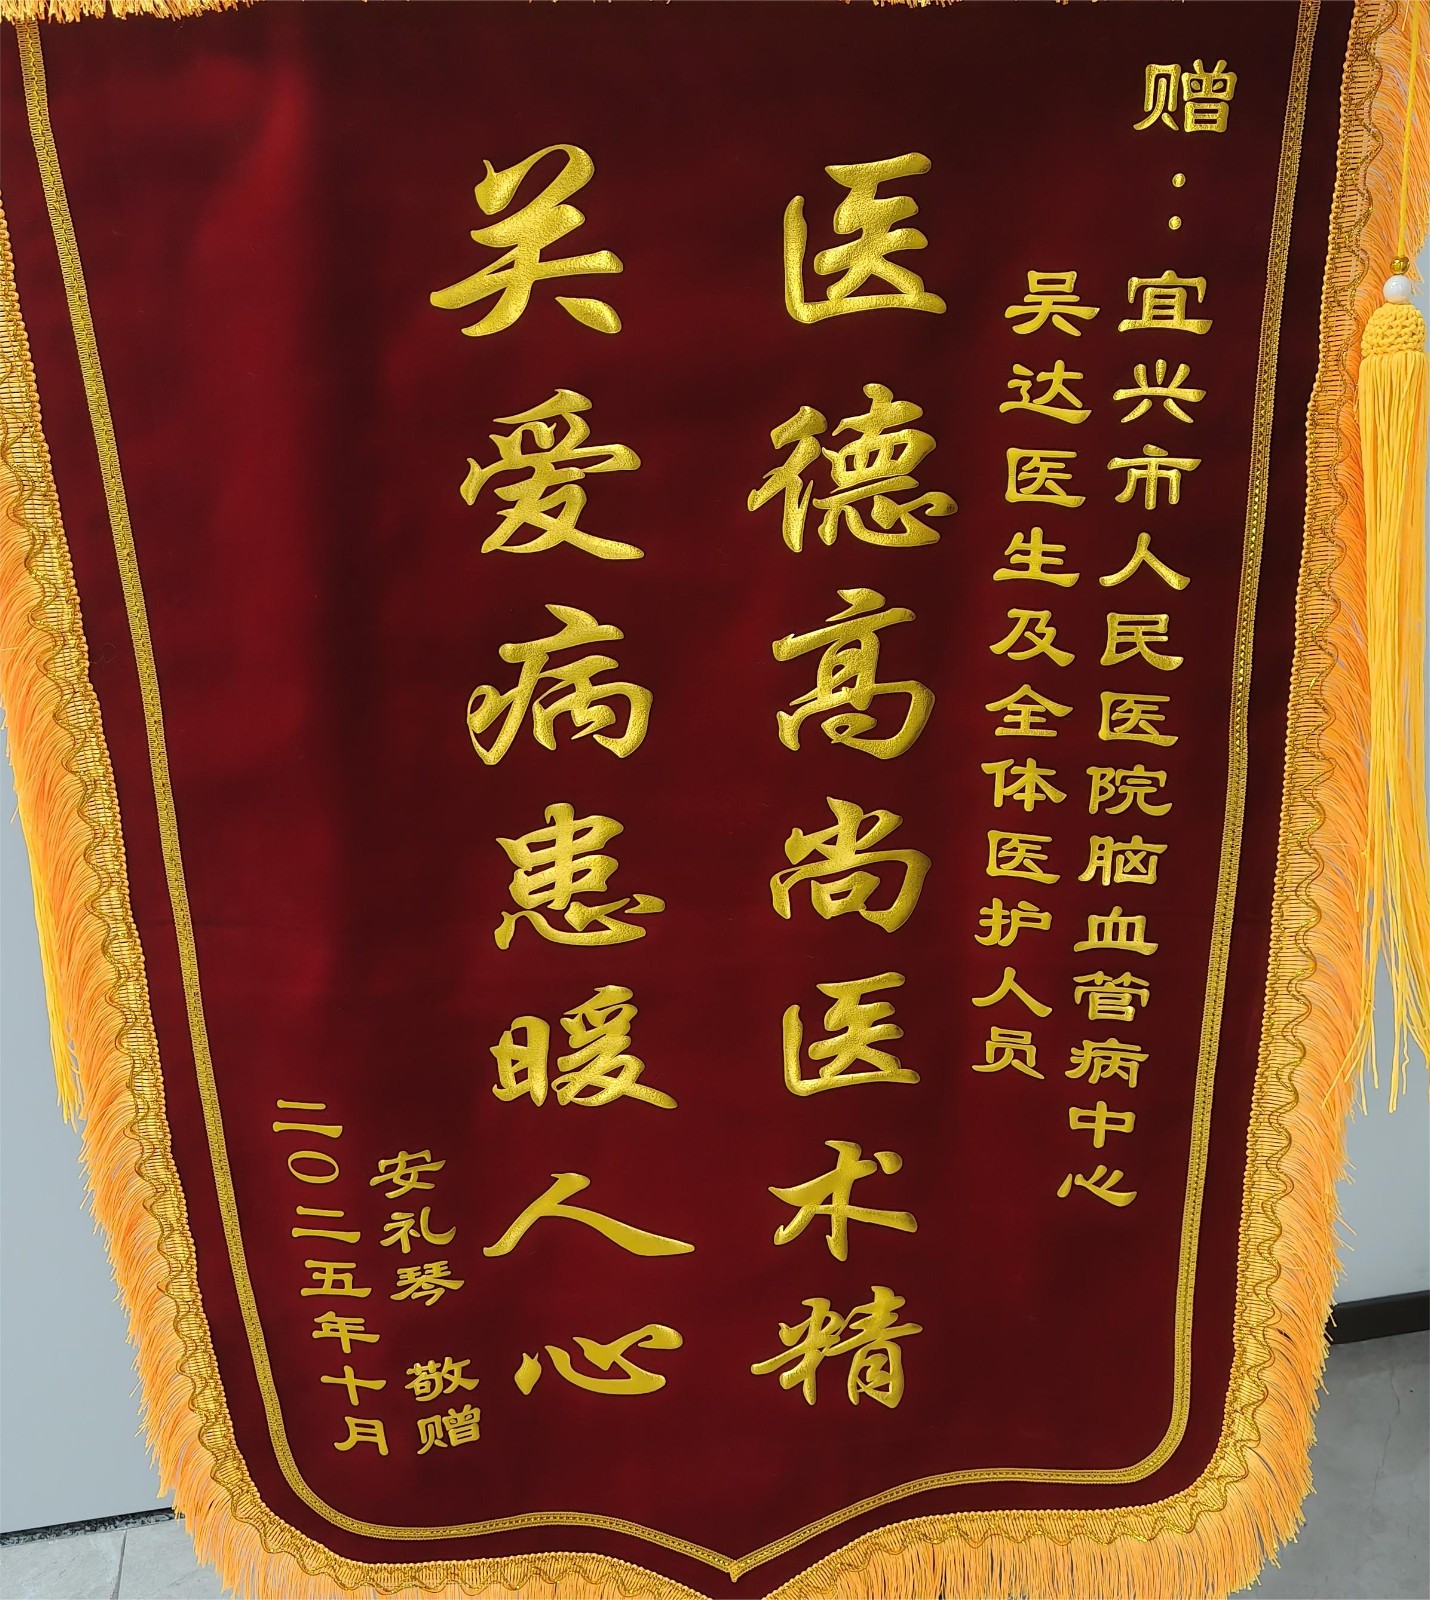 赠：宜兴市人民医院脑血管病中心
吴达医生及全体医护人员
医德高尚医术精
关爱病患暖人心
安礼琴 敬赠
二〇二五年十月